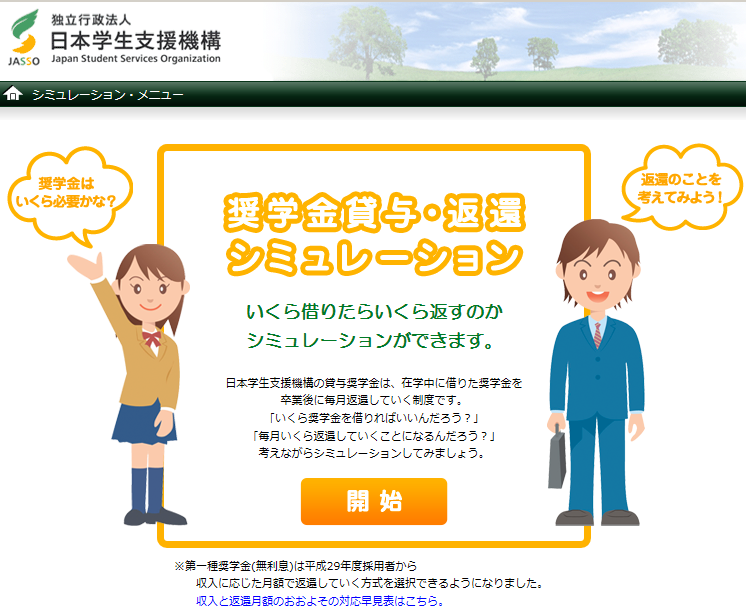 独立行政法人
日本学生支援機構
JASSO
Japan Student Services Organization
シミュレーション・メニュー
奨学金は
いくら必要かな？
返還のことを
考えてみよう！
奨学金貸与・返還
シミュレーション
いくら借りたらいくら返すのか
シミュレーションができます。
日本学生支援機構の貸与奨学金は、在学中に借りた奨学金を
卒業後に毎月返還していく制度です。
「いくら奨学金を借りればいいんだろう？」
「毎月いくら返還していくことになるんだろう？」
考えながらシミュレーションしてみましょう。
開 始
※第一種奨学金(無利息)は平成29年度採用者から
収入に応じた月額で返還していく方式を選択できるようになりました。
収入と返還月額のおおよその対応早見表はこちら。